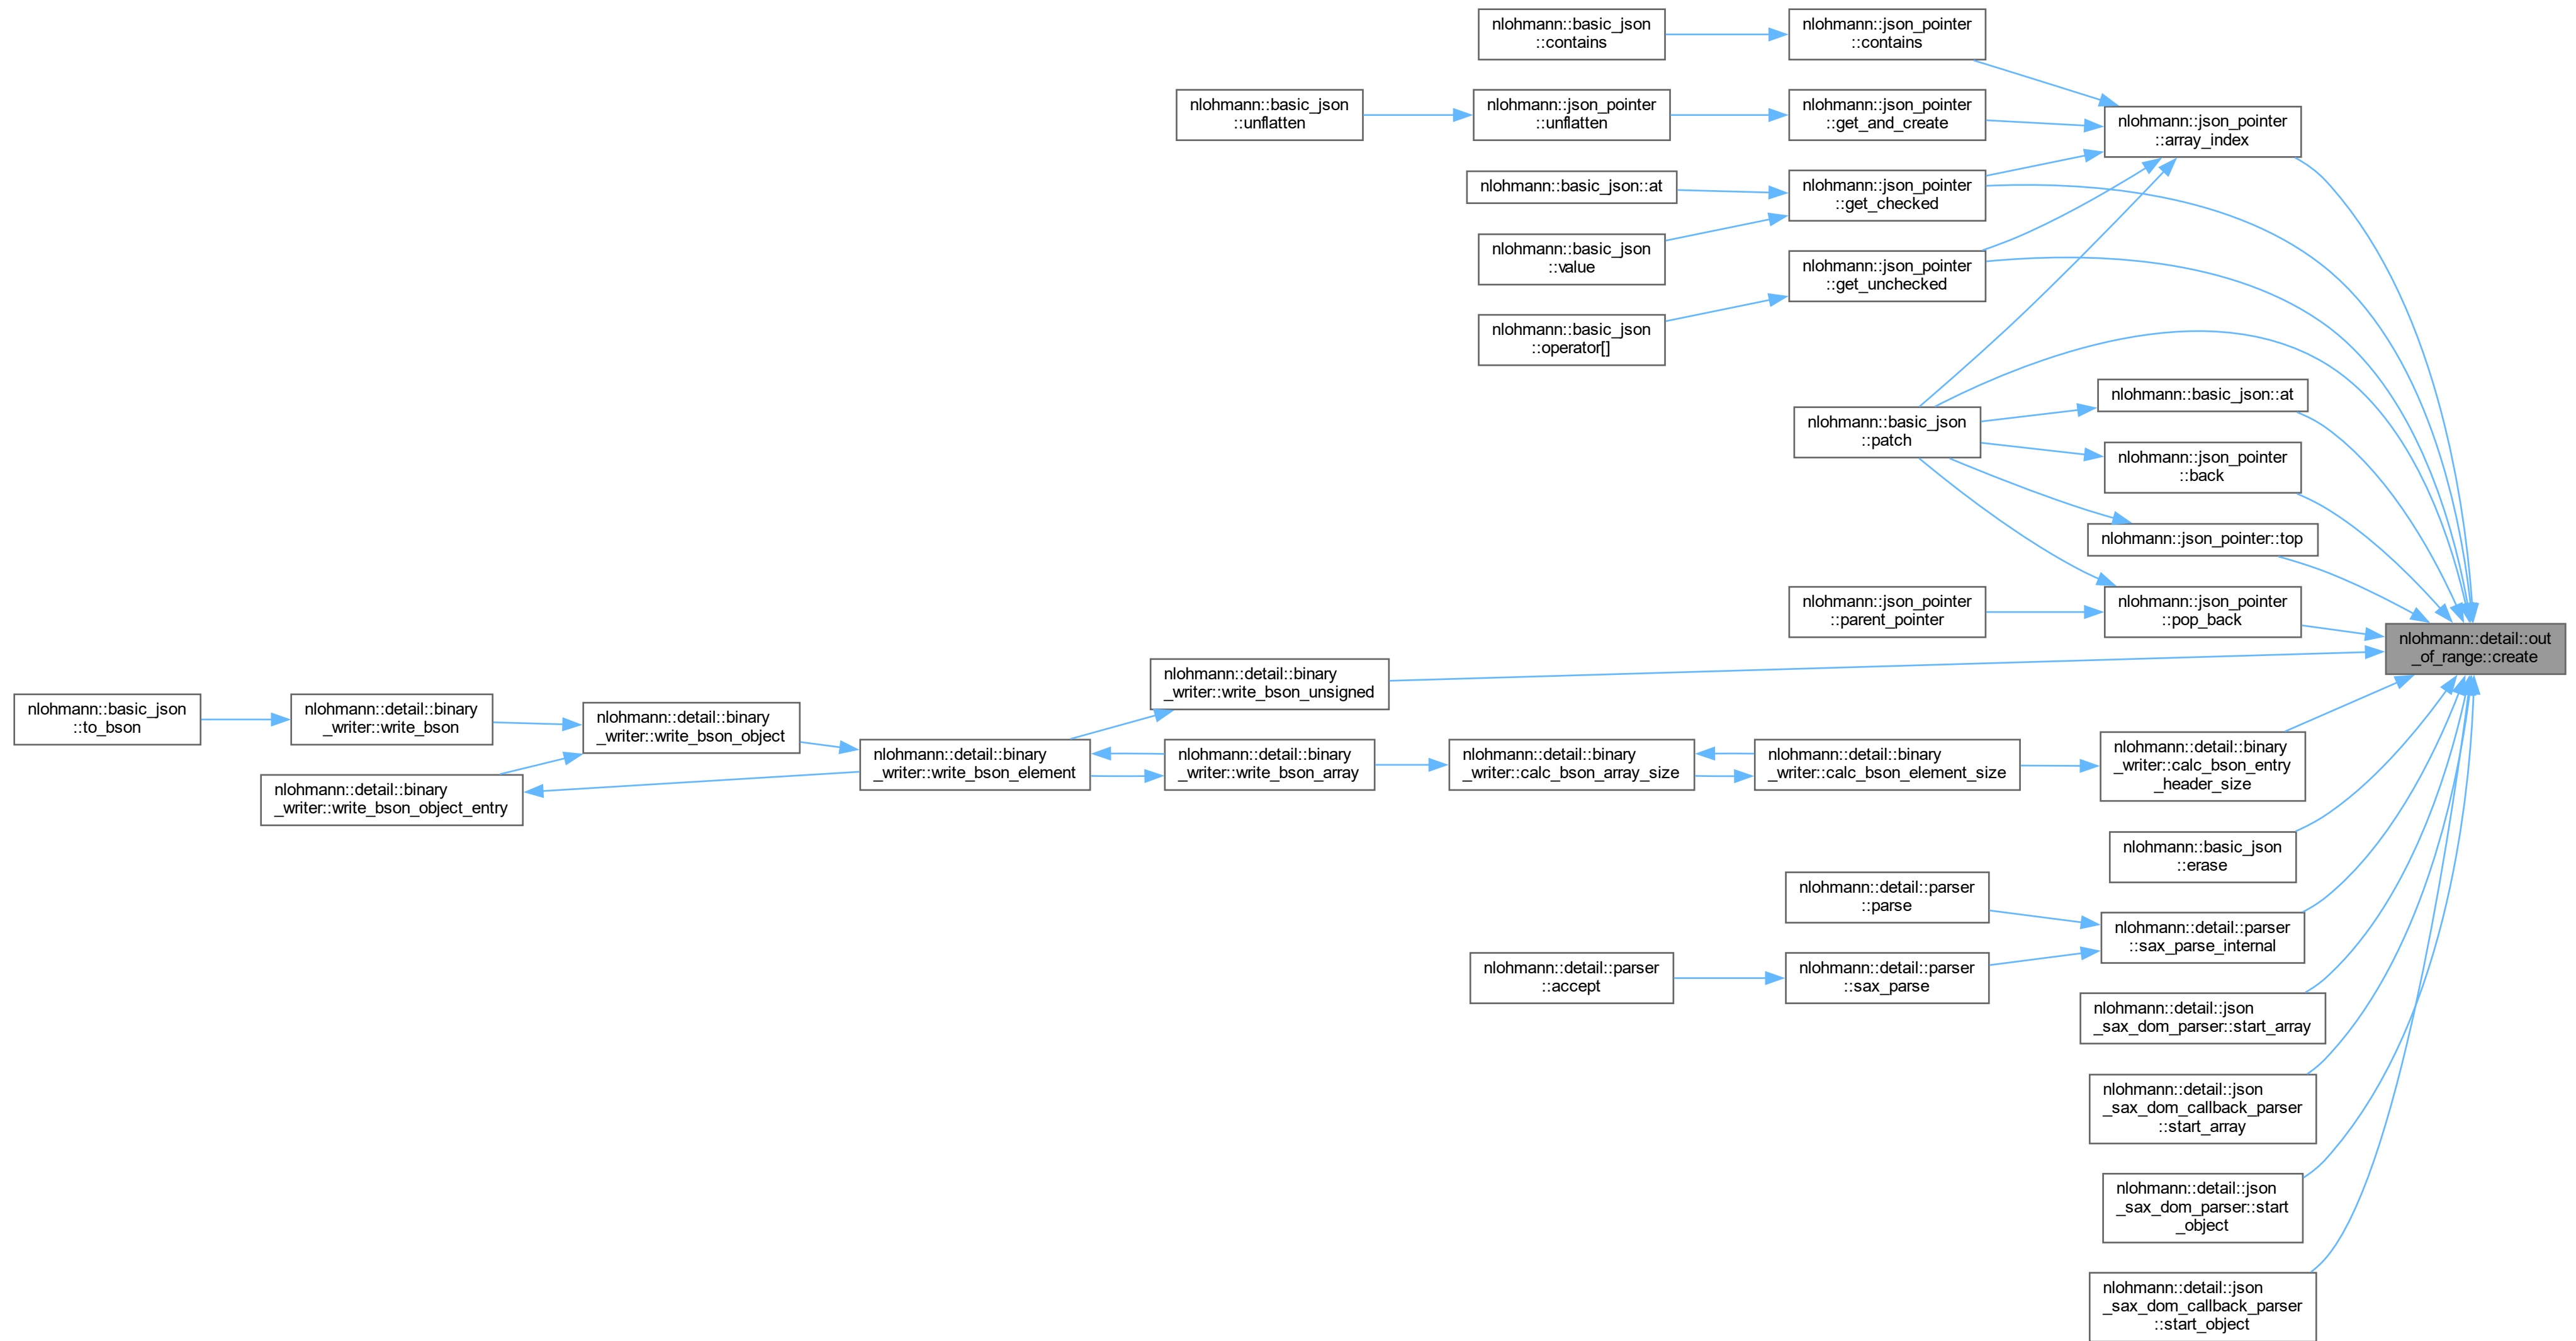 nlohmann::basic_json
::contains
nlohmann::json_pointer
::contains
nlohmann::basic_json
::unflatten
nlohmann::json_pointer
::unflatten
nlohmann::json_pointer
::get_and_create
nlohmann::json_pointer
::array_index
nlohmann::basic_json::at
nlohmann::json_pointer
::get_checked
nlohmann::basic_json
::value
nlohmann::json_pointer
::get_unchecked
nlohmann::basic_json
::operator[]
nlohmann::basic_json::at
nlohmann::basic_json
::patch
nlohmann::json_pointer
::back
nlohmann::json_pointer::top
nlohmann::json_pointer
::parent_pointer
nlohmann::json_pointer
::pop_back
nlohmann::detail::out
_of_range::create
nlohmann::detail::binary
_writer::write_bson_unsigned
nlohmann::basic_json
::to_bson
nlohmann::detail::binary
_writer::write_bson
nlohmann::detail::binary
_writer::write_bson_object
nlohmann::detail::binary
_writer::write_bson_element
nlohmann::detail::binary
_writer::write_bson_array
nlohmann::detail::binary
_writer::calc_bson_array_size
nlohmann::detail::binary
_writer::calc_bson_element_size
nlohmann::detail::binary
_writer::calc_bson_entry
_header_size
nlohmann::detail::binary
_writer::write_bson_object_entry
nlohmann::basic_json
::erase
nlohmann::detail::parser
::parse
nlohmann::detail::parser
::sax_parse_internal
nlohmann::detail::parser
::accept
nlohmann::detail::parser
::sax_parse
nlohmann::detail::json
_sax_dom_parser::start_array
nlohmann::detail::json
_sax_dom_callback_parser
::start_array
nlohmann::detail::json
_sax_dom_parser::start
_object
nlohmann::detail::json
_sax_dom_callback_parser
::start_object